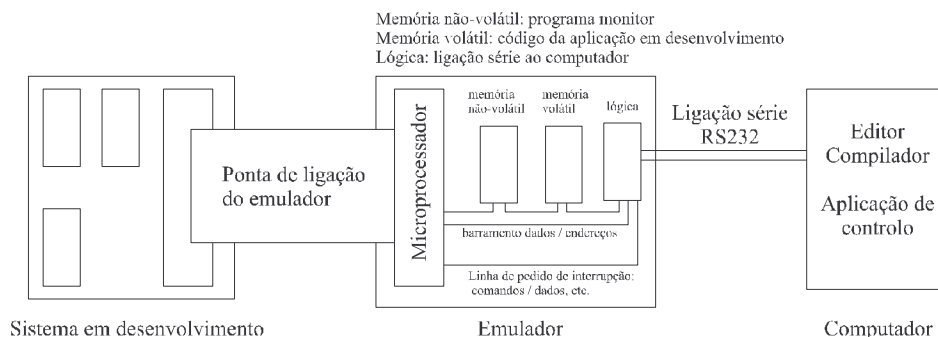 Memória não-volátil: programa monitor
Memória volátil: código da aplicação em desenvolvimento
Lógica: ligação série ao computador
Ponta de ligação
do emulador
Microprocessador
memória
não-volátil
memória
volátil
lógica
barramento dados / endereços
Linha de pedido de interrupção:
comandos / dados, etc.
Ligação série
RS232
Editor
Compilador
Aplicação de
controlo
Sistema em desenvolvimento
Emulador
Computador